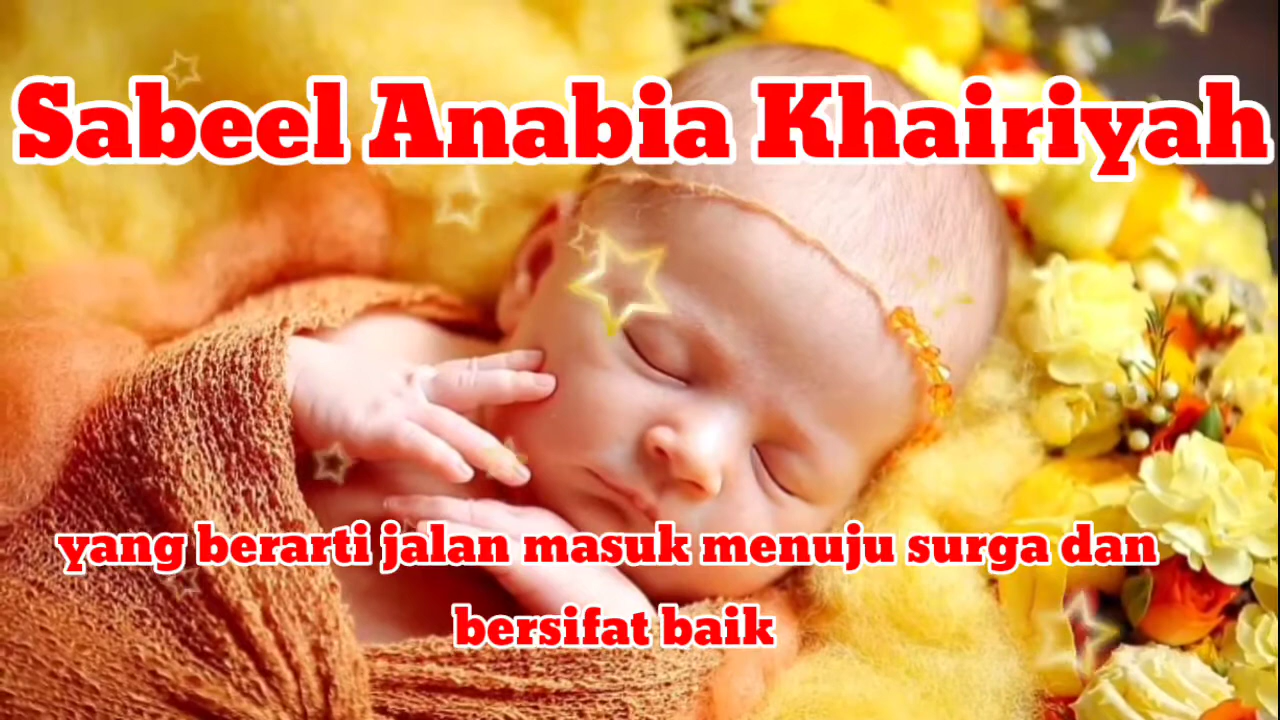 Sabeel Anabia Khairiyah
yang berarti jalan masuk menuju surga dan
bersifat baik